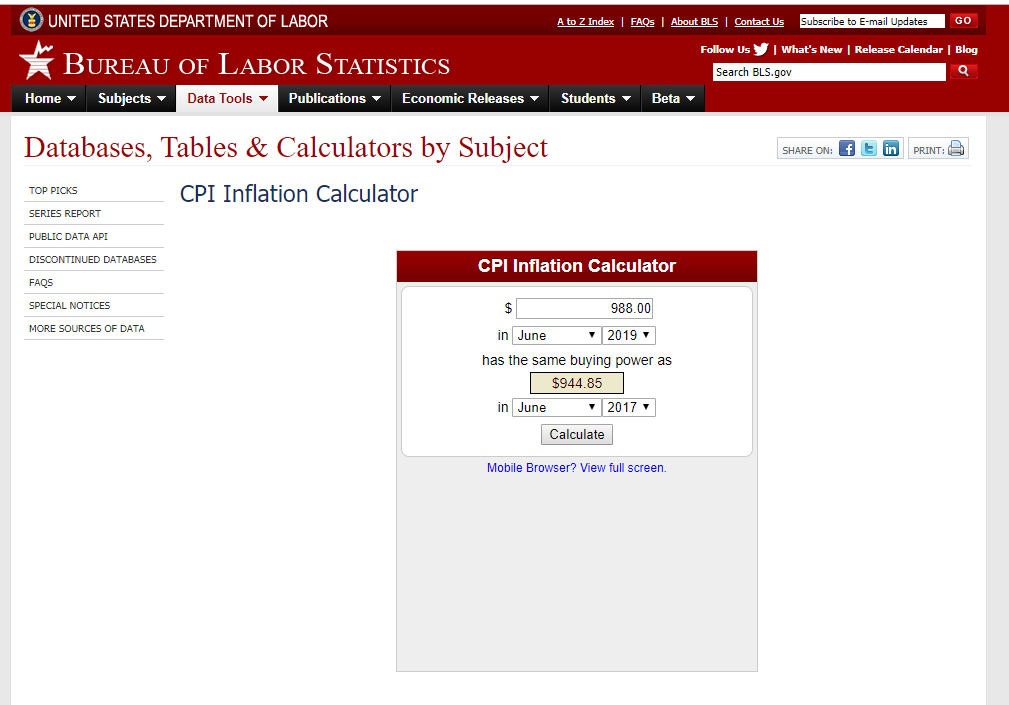 UNITED STATES DEPARTMENT OF LABOR
A to Z Index | FAQs | About BLS | Contact Us
Subscribe to E-mail Updates GO
Follow Us | What's New | Release Calendar | Blog
BUREAU OF LABOR STATISTICS
Search BLS.gov
Home Subjects Data Tools Publications Economic Releases Students Beta
Databases, Tables & Calculators by Subject
SHARE ON: f t in PRINT:
TOP PICKS
SERIES REPORT
PUBLIC DATA API
DISCONTINUED DATABASES
FAQS
SPECIAL NOTICES
MORE SOURCES OF DATA
CPI Inflation Calculator
CPI Inflation Calculator
$ 988.00
in June 2019
has the same buying power as
$944.85
in June 2017
Calculate
Mobile Browser? View full screen.